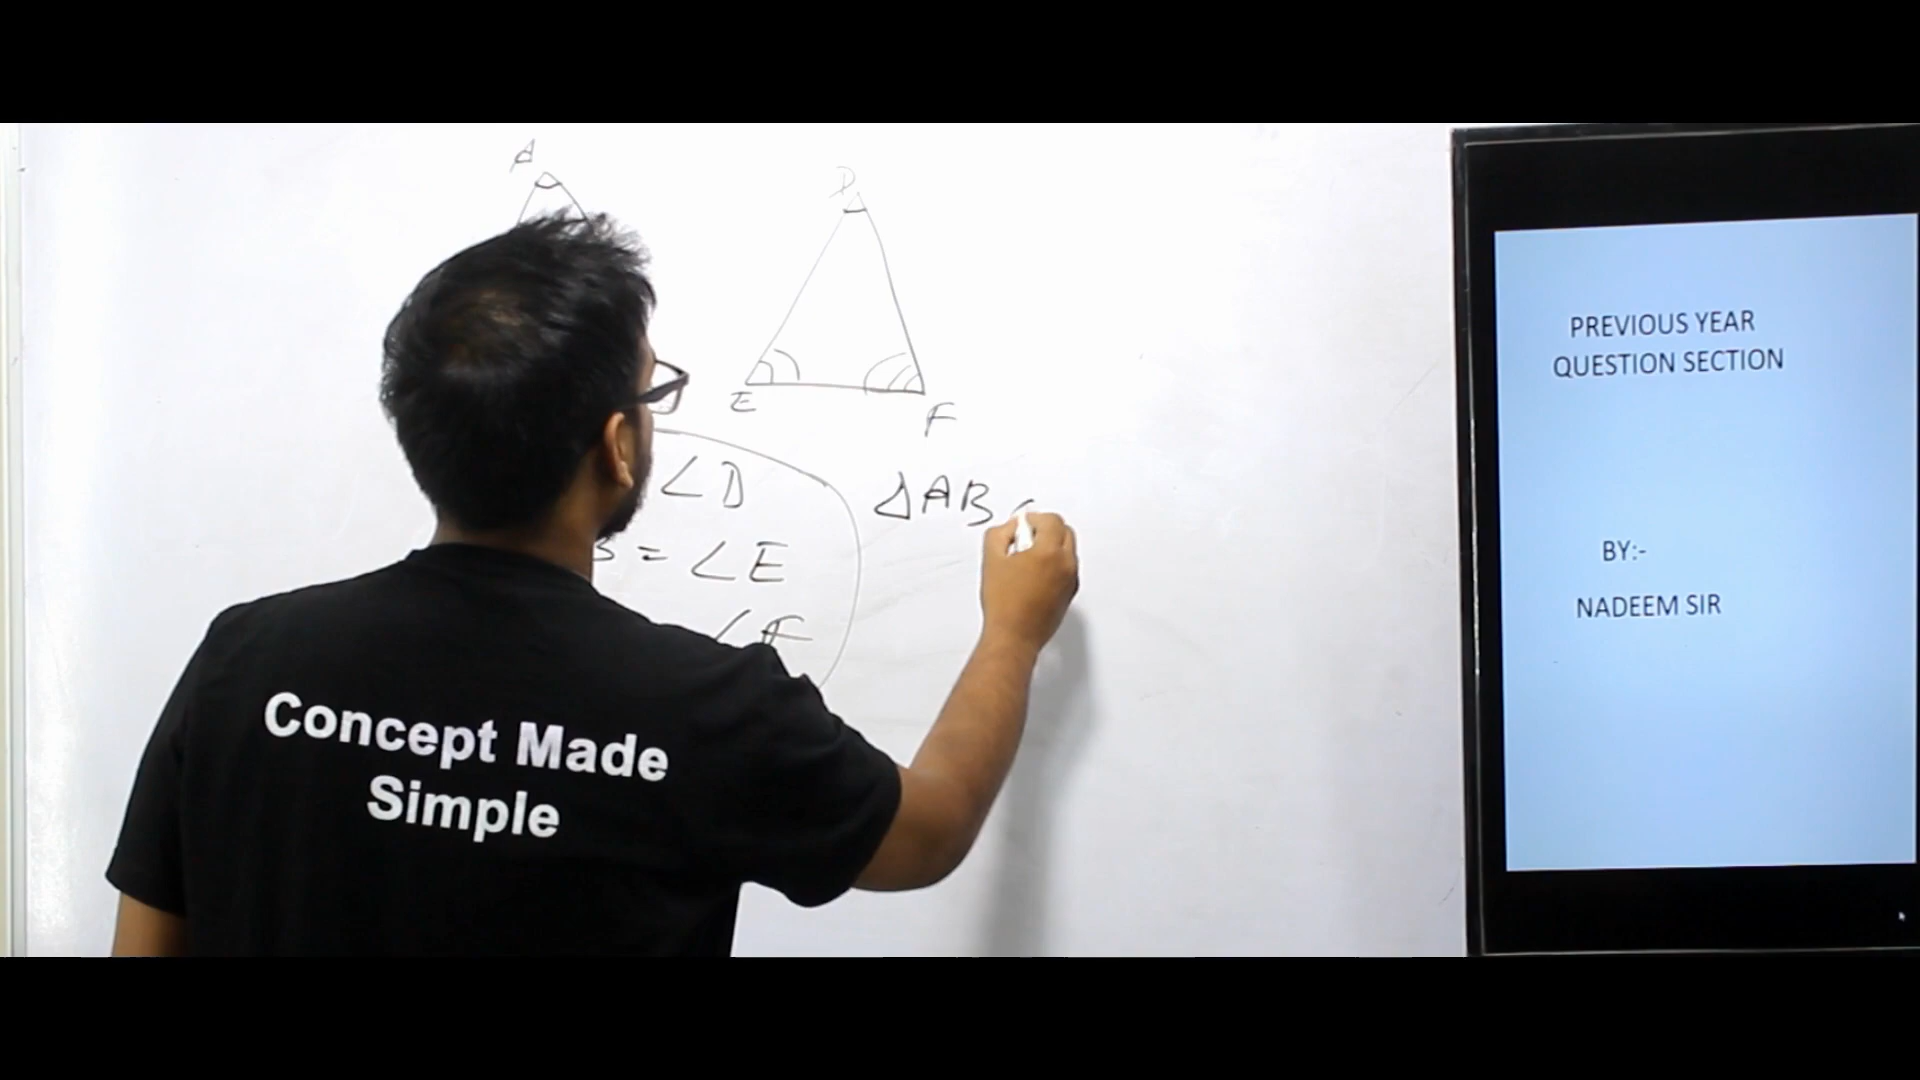 A
D
E
F
∠D
B = ∠E
∠F
ΔAB
Concept Made
Simple
PREVIOUS YEAR
QUESTION SECTION
BY:-
NADEEM SIR